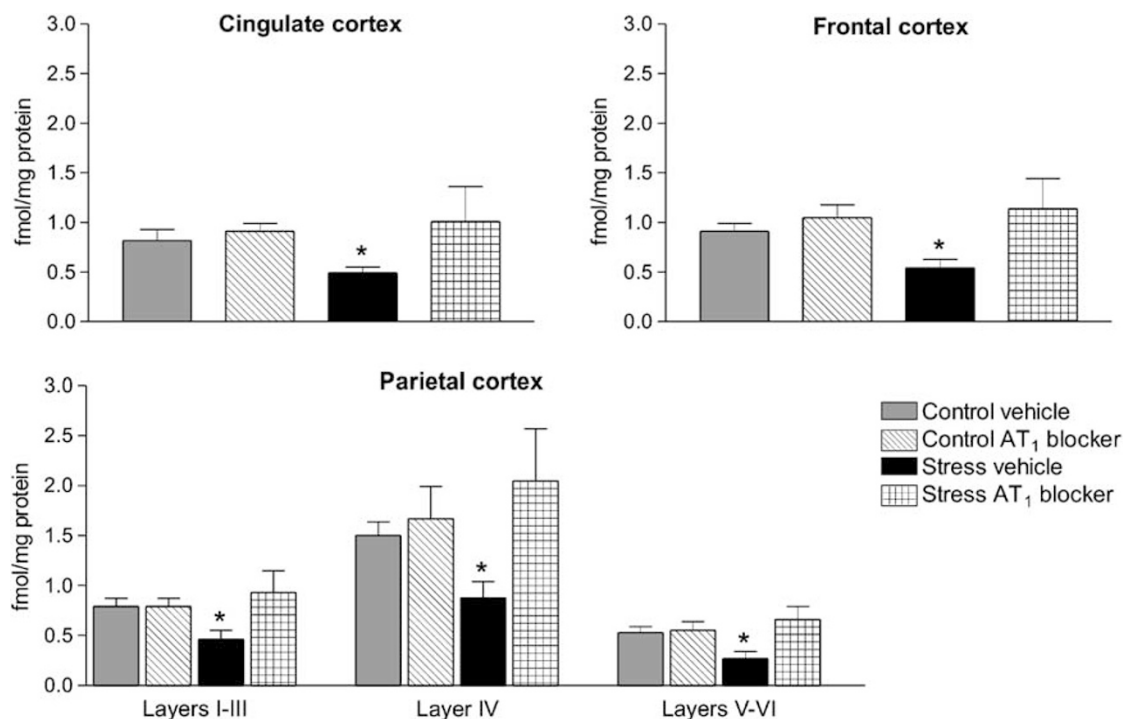 Cingulate cortex
3.0
2.5
2.0
1.5
1.0
0.5
0.0
fmol/mg protein
*
Frontal cortex
3.0
2.5
2.0
1.5
1.0
0.5
0.0
fmol/mg protein
*
Parietal cortex
3.0
2.5
2.0
1.5
1.0
0.5
0.0
fmol/mg protein
*
*
*
Layers I-III
Layer IV
Layers V-VI
Control vehicle
Control AT₁ blocker
Stress vehicle
Stress AT₁ blocker